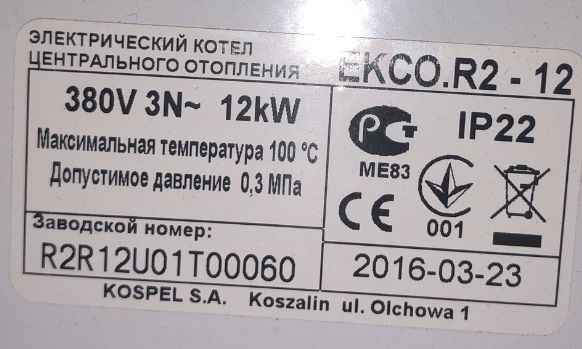 ЭЛЕКТРИЧЕСКИЙ КОТЕЛ
ЦЕНТРАЛЬНОГО ОТОПЛЕНИЯ
EKCO.R2 - 12
380V 3N~ 12kW
Максимальная температура 100 °C
Допустимое давление 0,3 МПа
IP22
ME83
001
CE
Заводской номер:
R2R12U01T00060
2016-03-23
KOSPEL S.A. Koszalin ul. Olchowa 1